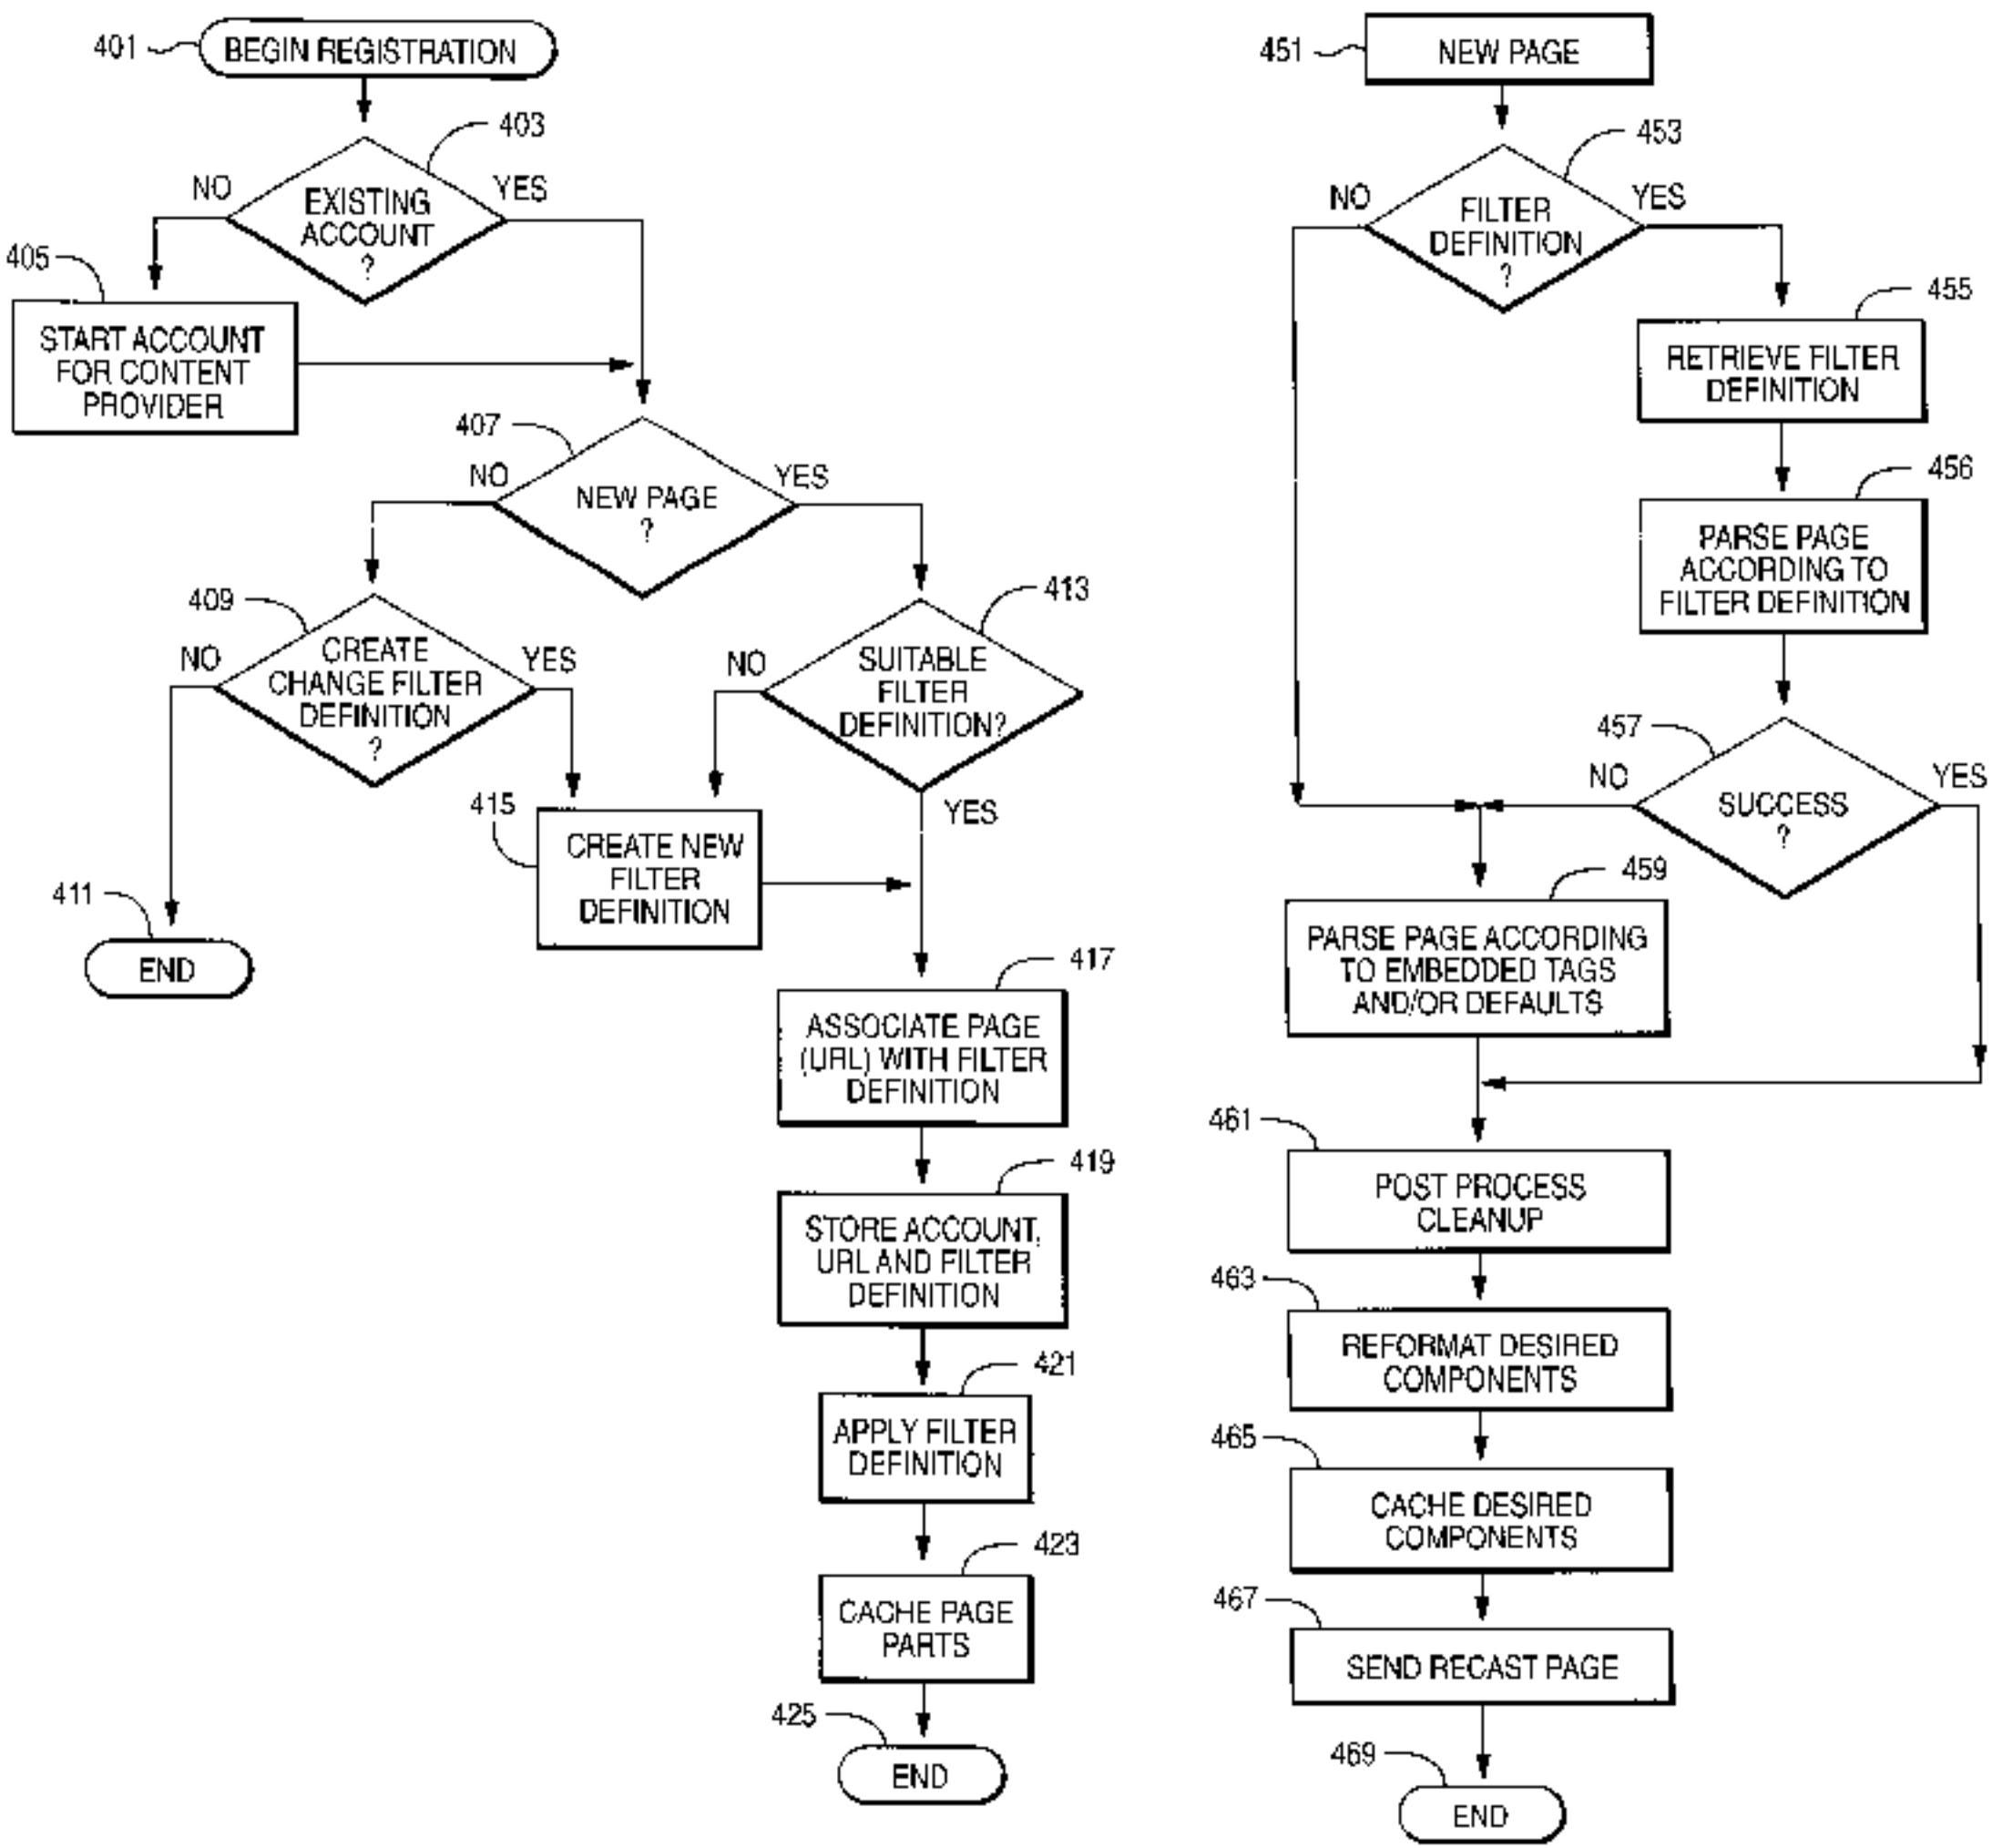 401
BEGIN REGISTRATION
403
NO
YES
EXISTING
ACCOUNT
?
405
START ACCOUNT
FOR CONTENT
PROVIDER
407
NO
YES
NEW PAGE
?
409
NO
YES
CREATE
CHANGE FILTER
DEFINITION
?
413
NO
SUITABLE
FILTER
DEFINITION?
YES
411
END
415
CREATE NEW
FILTER
DEFINITION
417
ASSOCIATE PAGE
(URL) WITH FILTER
DEFINITION
419
STORE ACCOUNT,
URL AND FILTER
DEFINITION
421
APPLY FILTER
DEFINITION
423
CACHE PAGE
PARTS
425
END
451
NEW PAGE
453
NO
YES
FILTER
DEFINITION
?
455
RETRIEVE FILTER
DEFINITION
456
PARSE PAGE
ACCORDING TO
FILTER DEFINITION
457
NO
YES
SUCCESS
?
459
PARSE PAGE ACCORDING
TO EMBEDDED TAGS
AND/OR DEFAULTS
461
POST PROCESS
CLEANUP
463
REFORMAT DESIRED
COMPONENTS
465
CACHE DESIRED
COMPONENTS
467
SEND RECAST PAGE
469
END